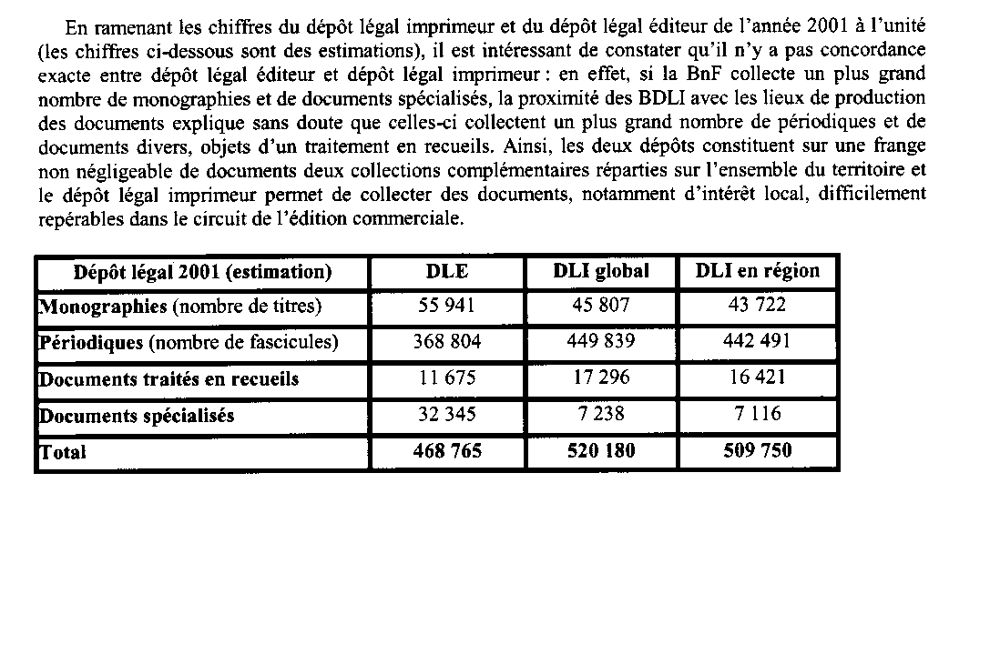 En ramenant les chiffres du dépôt légal imprimeur et du dépôt légal éditeur de l'année 2001 à l'unité
(les chiffres ci-dessous sont des estimations), il est intéressant de constater qu'il n'y a pas concordance
exacte entre dépôt légal éditeur et dépôt légal imprimeur : en effet, si la BnF collecte un plus grand
nombre de monographies et de documents spécialisés, la proximité des BDLI avec les lieux de production
des documents explique sans doute que celles-ci collectent un plus grand nombre de périodiques et de
documents divers, objets d'un traitement en recueils. Ainsi, les deux dépôts constituent sur une frange
non négligeable de documents deux collections complémentaires réparties sur l'ensemble du territoire et
le dépôt légal imprimeur permet de collecter des documents, notamment d'intérêt local, difficilement
repérables dans le circuit de l'édition commerciale.
Dépôt légal 2001 (estimation) DLE DLI global DLI en région
Monographies (nombre de titres) 55 941 45 807 43 722
Périodiques (nombre de fascicules) 368 804 449 839 442 491
Documents traités en recueils 11 675 17 296 16 421
Documents spécialisés 32 345 7 238 7 116
Total 468 765 520 180 509 750